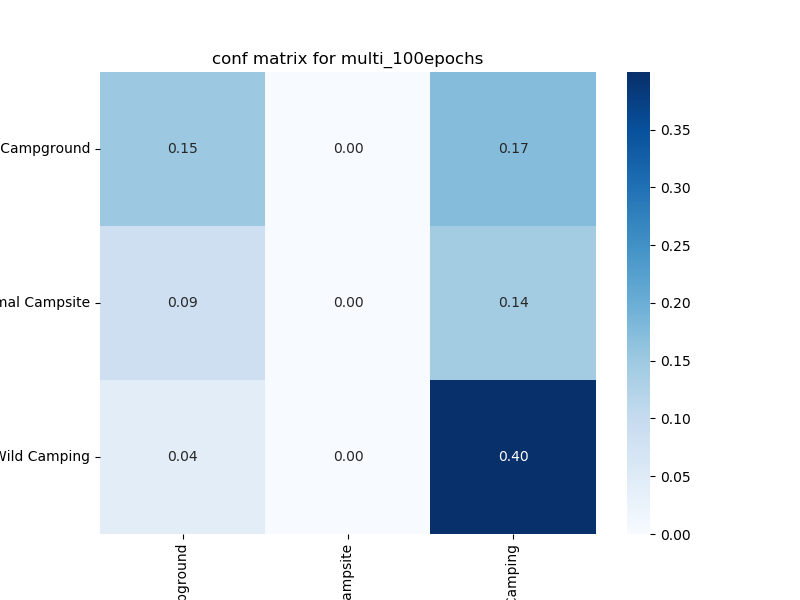 conf matrix for multi_100epochs
Campground
0.15 0.00 0.17
mal Campsite
0.09 0.00 0.14
Wild Camping
0.04 0.00 0.40
0.35
0.30
0.25
0.20
0.15
0.10
0.05
0.00
ground
ampsite
amping